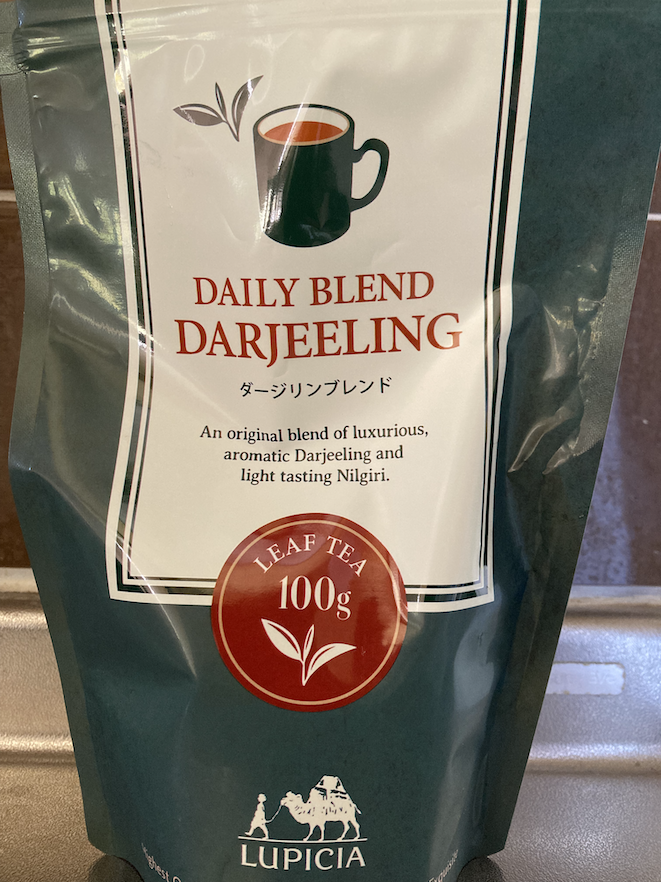 DAILY BLEND
DARJEELING
ダージリンブレンド
An original blend of luxurious,
aromatic Darjeeling and
light tasting Nilgiri.
LEAF TEA
100g
LUPICIA